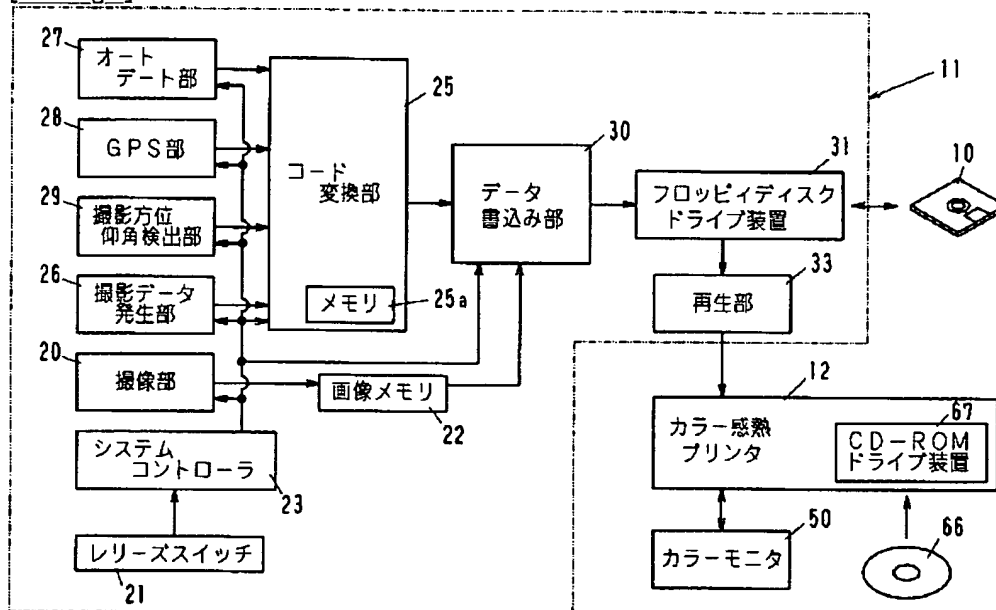 27
オート
デート部
28
GPS部
29
撮影方位
仰角検出部
26
撮影データ
発生部
20
撮像部
システム
コントローラ
23
レリーズスイッチ
21
25
コード
変換部
メモリ
25a
画像メモリ
22
30
データ
書込み部
11
31
フロッピィディスク
ドライブ装置
10
33
再生部
12
カラー感熱
プリンタ
67
CD-ROM
ドライブ装置
50
カラーモニタ
66